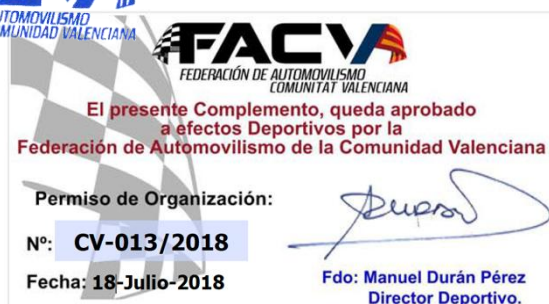 AUTOMOVILISMO
COMUNIDAD VALENCIANA
FACV
FEDERACIÓN DE AUTOMOVILISMO
COMUNITAT VALENCIANA
El presente Complemento, queda aprobado
a efectos Deportivos por la
Federación de Automovilismo de la Comunidad Valenciana
Permiso de Organización:
Nº: CV-013/2018
Fecha: 18-Julio-2018
Fdo: Manuel Durán Pérez
Director Deportivo.